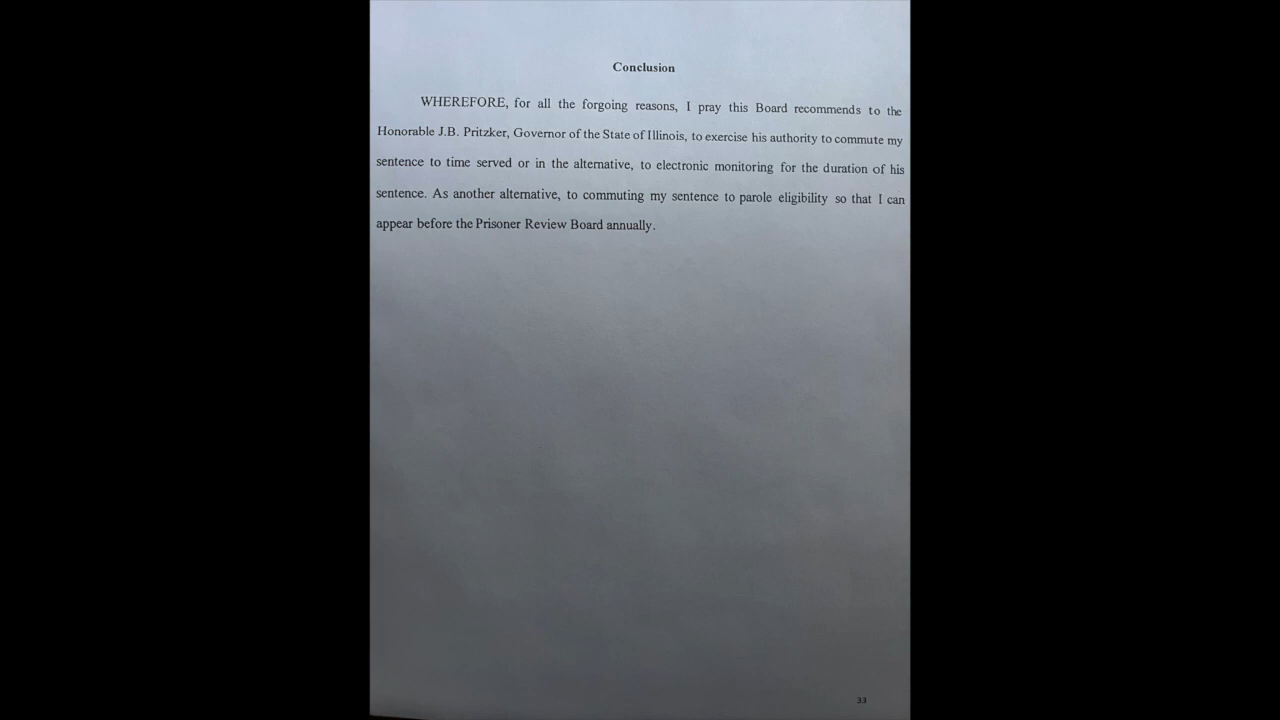 Conclusion
WHEREFORE, for all the forgoing reasons, I pray this Board recommends to the
Honorable J.B. Pritzker, Governor of the State of Illinois, to exercise his authority to commute my
sentence to time served or in the alternative, to electronic monitoring for the duration of his
sentence. As another alternative, to commuting my sentence to parole eligibility so that I can
appear before the Prisoner Review Board annually.
33